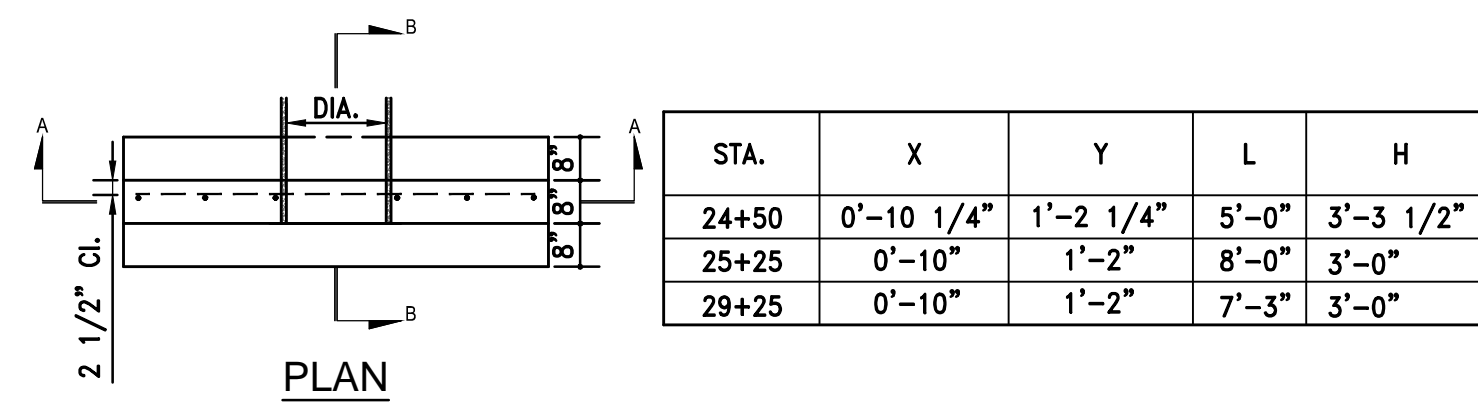 B
DIA.
A
A
8”
8”
8”
2 1/2” Cl.
B
PLAN
STA. X Y L H
24+50 0’-10 1/4” 1’-2 1/4” 5’-0” 3’-3 1/2”
25+25 0’-10” 1’-2” 8’-0” 3’-0”
29+25 0’-10” 1’-2” 7’-3” 3’-0”